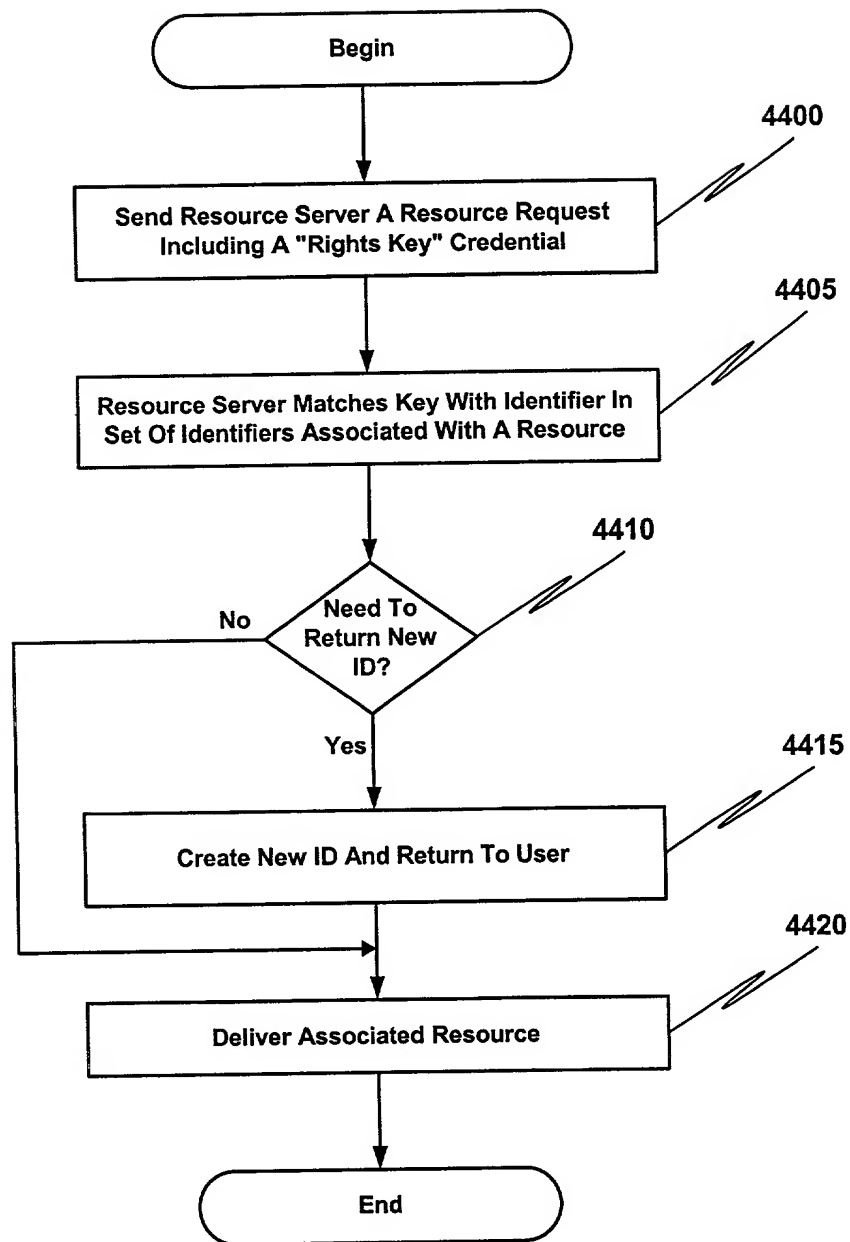 Begin
4400
Send Resource Server A Resource Request
Including A "Rights Key" Credential
4405
Resource Server Matches Key With Identifier In
Set Of Identifiers Associated With A Resource
4410
No
Need To
Return New
ID?
Yes
4415
Create New ID And Return To User
4420
Deliver Associated Resource
End